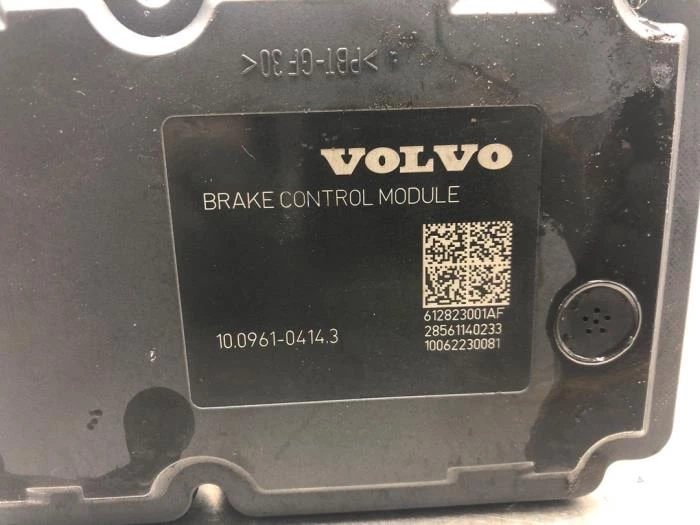 >PBT-GF30<
VOLVO
BRAKE CONTROL MODULE
612823001AF
28561140233
10062230081
10.0961-0414.3